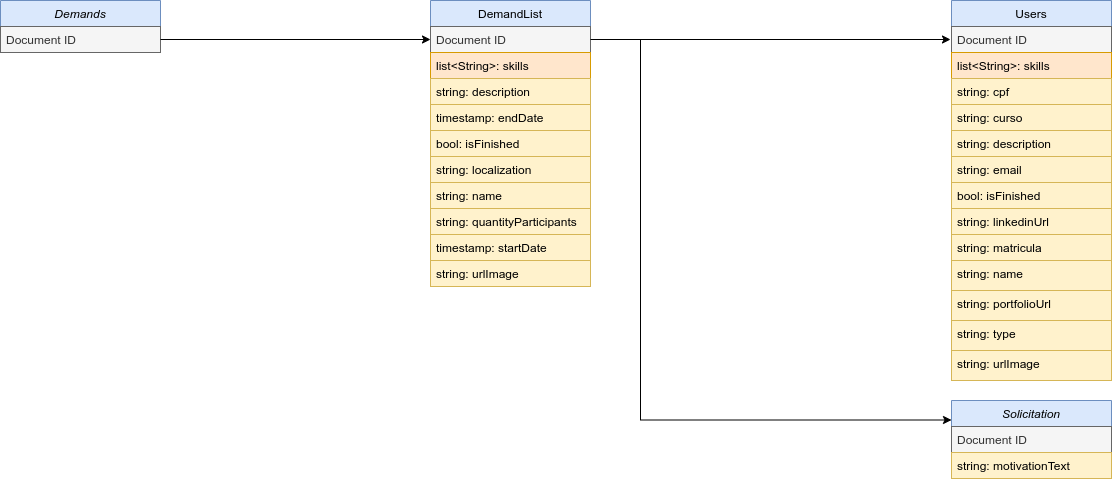 Demands
Document ID
DemandList
Document ID
list<String>: skills
string: description
timestamp: endDate
bool: isFinished
string: localization
string: name
string: quantityParticipants
timestamp: startDate
string: urlImage
Users
Document ID
list<String>: skills
string: cpf
string: curso
string: description
string: email
bool: isFinished
string: linkedinUrl
string: matricula
string: name
string: portfolioUrl
string: type
string: urlImage
Solicitation
Document ID
string: motivationText